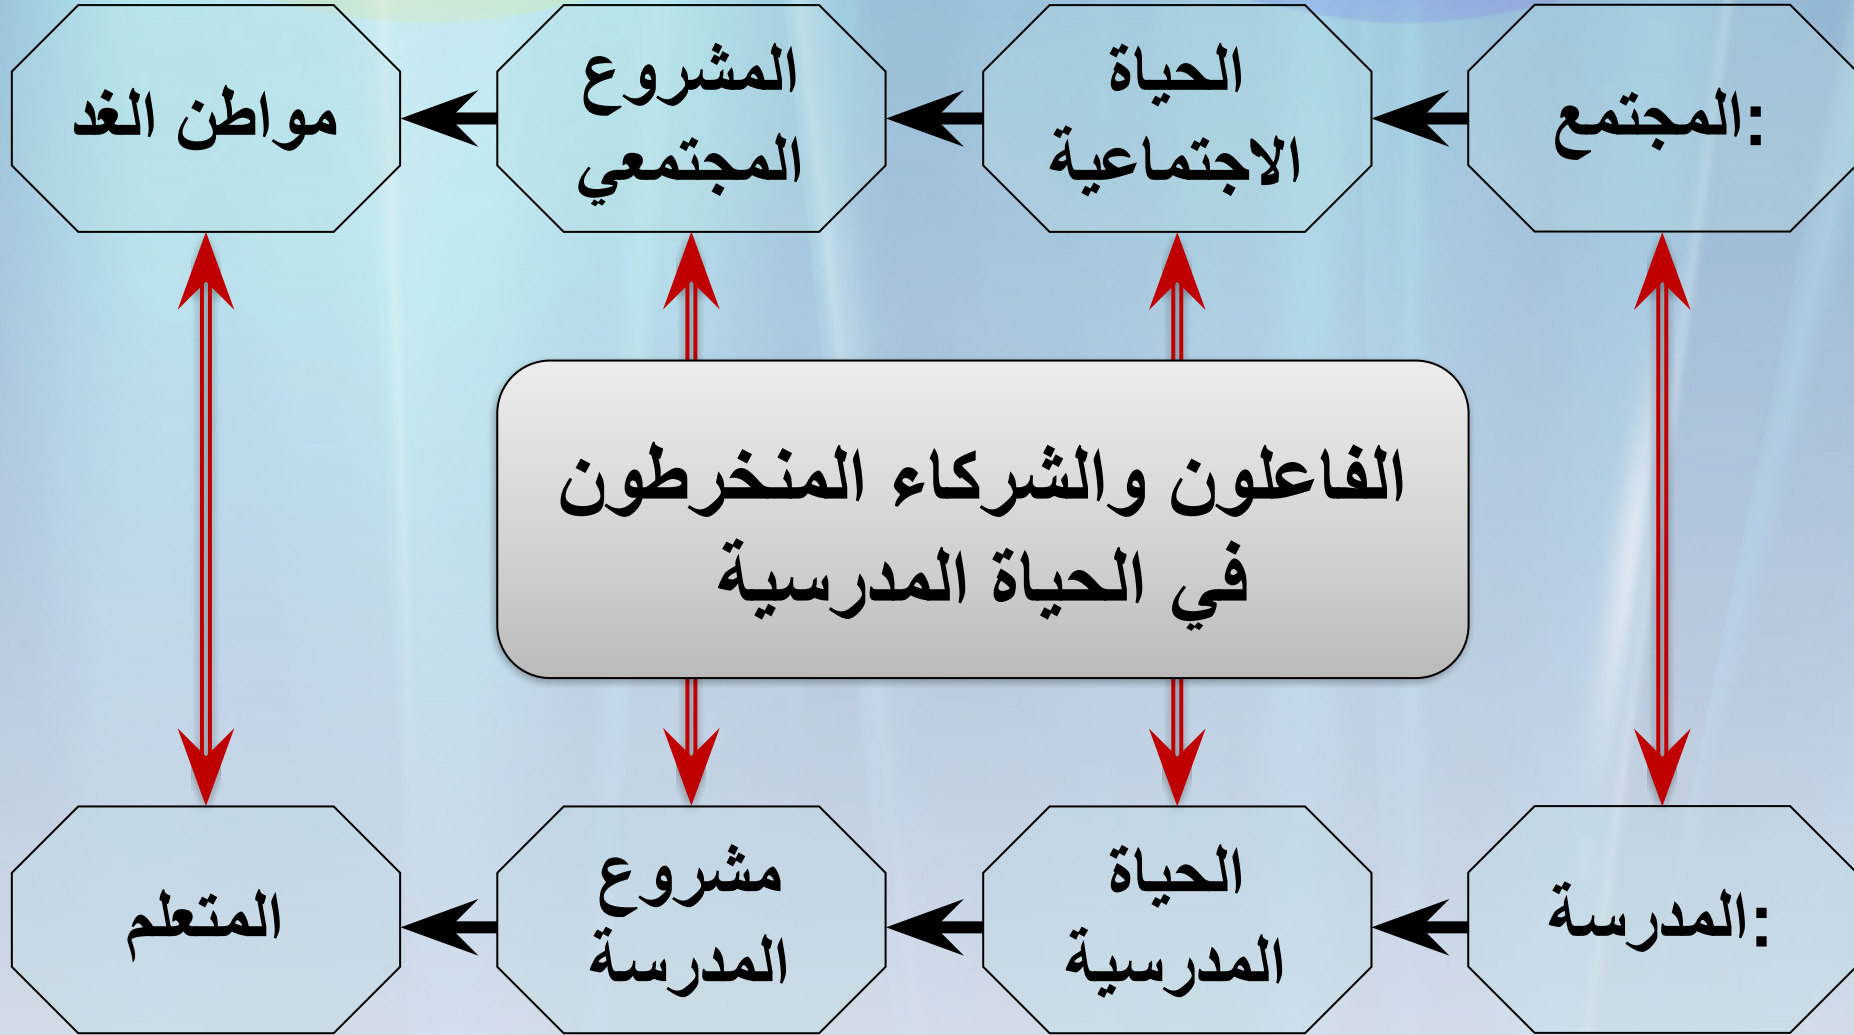 :المجتمع
الحياة
الاجتماعية
المشروع
المجتمعي
مواطن الغد
الفاعلون والشركاء المنخرطون
في الحياة المدرسية
:المدرسة
الحياة
المدرسية
مشروع
المدرسة
المتعلم